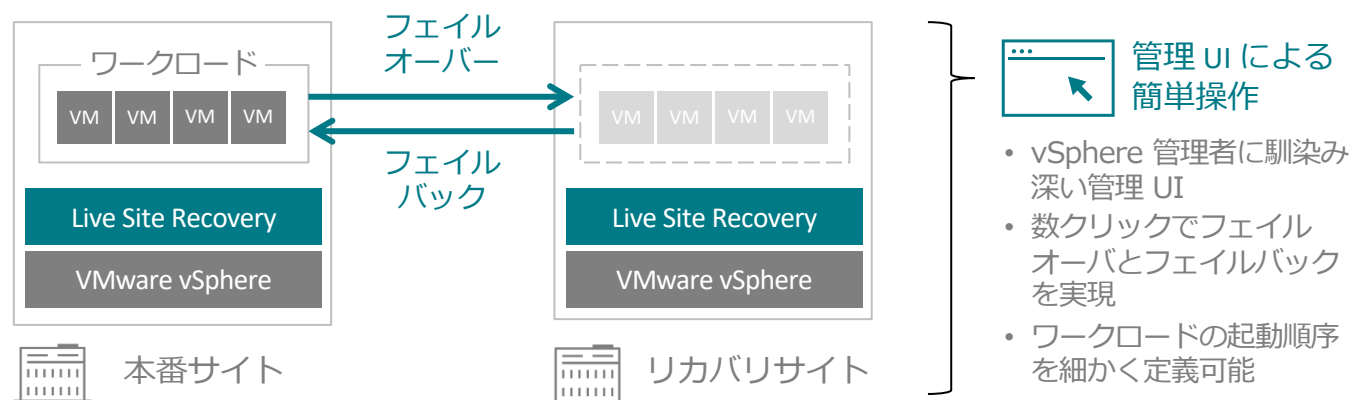 フェイル
オーバー
ワークロード
VM VM VM VM
VM VM VM VM
フェイル
バック
Live Site Recovery
Live Site Recovery
VMware vSphere
VMware vSphere
本番サイト
リカバリサイト
管理 UI による
簡単操作
• vSphere 管理者に馴染み
深い管理 UI
• 数クリックでフェイル
オーバとフェイルバック
を実現
• ワークロードの起動順序
を細かく定義可能